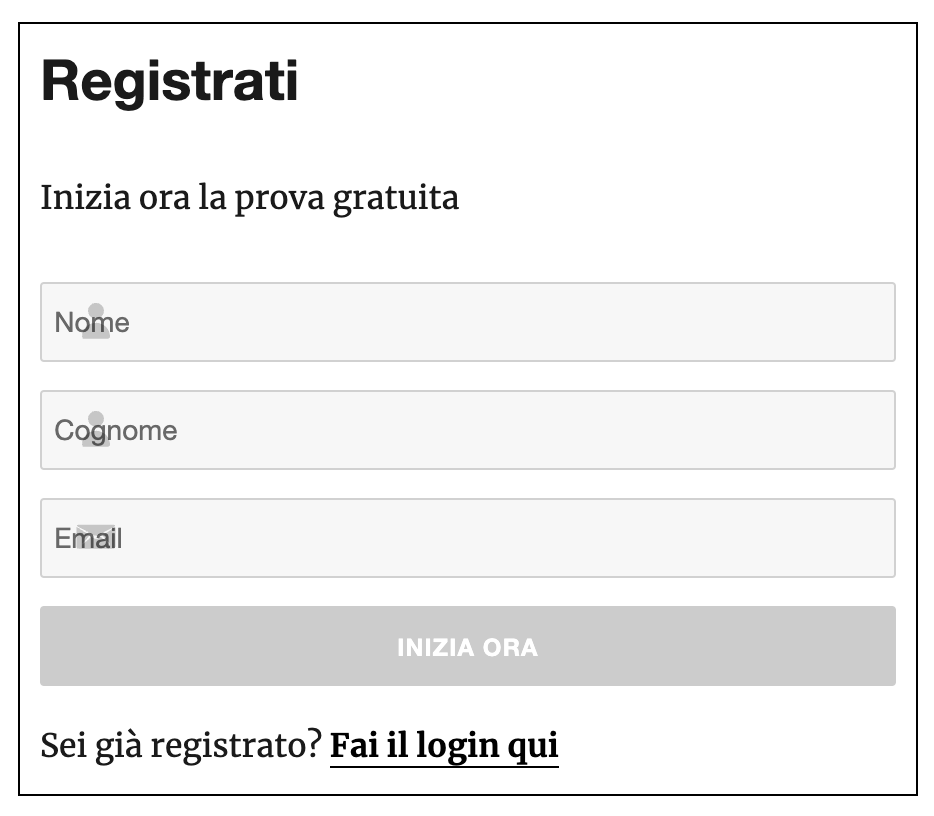 Registrati
Inizia ora la prova gratuita
Nome
Cognome
Email
INIZIA ORA
Sei già registrato? Fai il login qui